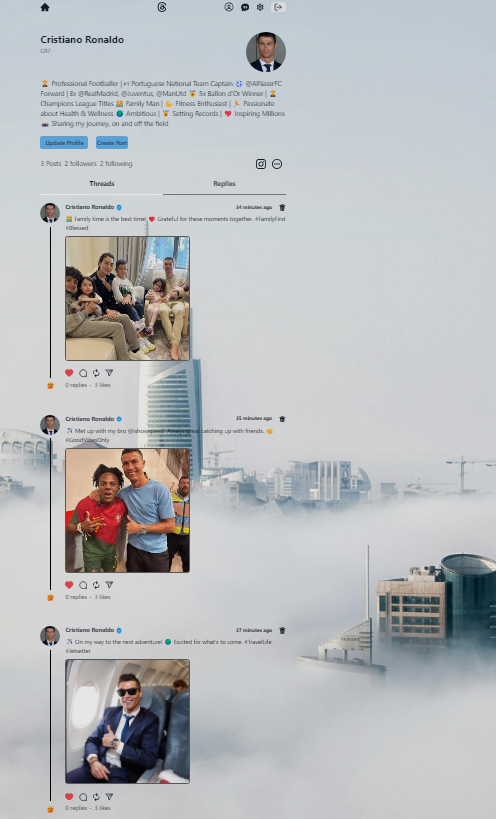 Cristiano Ronaldo
CR7
Professional Footballer | PT Portuguese National Team Captain @AlNassrFC
Forward | Ex @RealMadrid, @Juventus, @ManUtd 5x Ballon d'Or Winner |
Champions League Titles Family Man | Fitness Enthusiast | Passionate
about Health & Wellness Ambitious | Setting Records | Inspiring Millions
Sharing my journey, on and off the field
Update Profile Create Post
3 Posts 2 followers 2 following
Threads Replies
Cristiano Ronaldo 34 minutes ago
Family time is the best time! Grateful for these moments together. #FamilyFirst
#Blessed
0 replies · 3 likes
Cristiano Ronaldo 35 minutes ago
Met up with my bro @ishowspeed! Always great catching up with friends.
#GoodVibesOnly
0 replies · 3 likes
Cristiano Ronaldo 37 minutes ago
On my way to the next adventure! Excited for what's to come. #TravelLife
#Jetsetter
0 replies · 3 likes